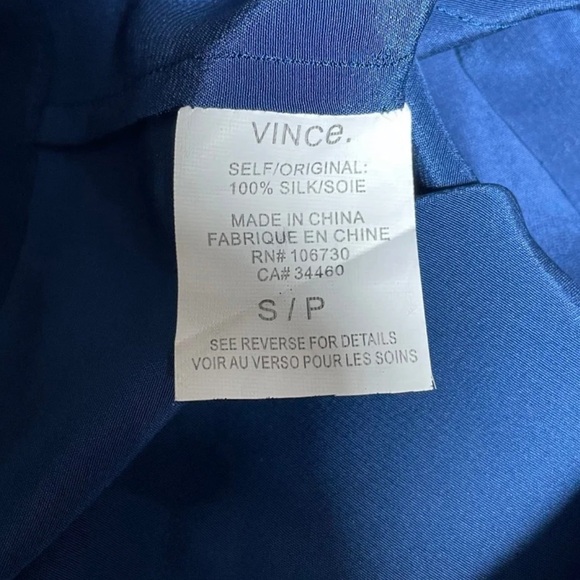 VINCe.
SELF/ORIGINAL:
100% SILK/SOIE
MADE IN CHINA
FABRIQUE EN CHINE
RN# 106730
CA# 34460
S / P
SEE REVERSE FOR DETAILS
VOIR AU VERSO POUR LES SOINS